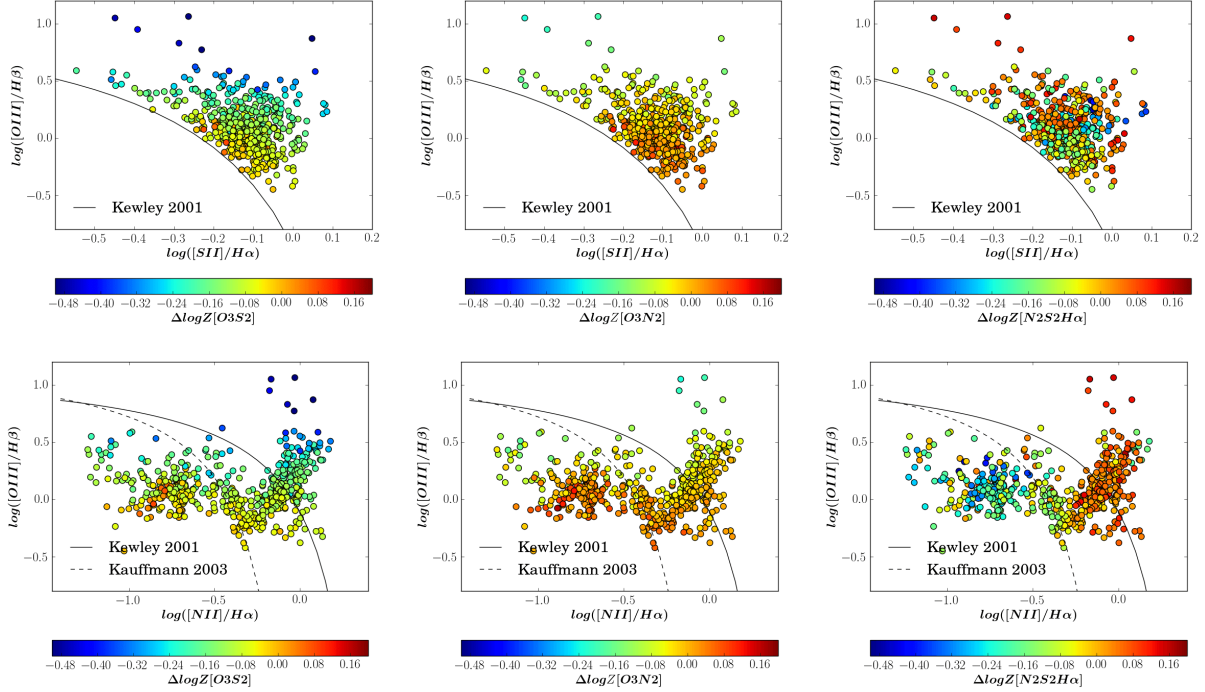 1.0
0.5
0.0
−0.5
log([OIII]/Hβ)
Kewley 2001
−0.5 −0.4 −0.3 −0.2 −0.1 0.0 0.1 0.2
log([SII]/Hα)
−0.48 −0.40 −0.32 −0.24 −0.16 −0.08 0.00 0.08 0.16
ΔlogZ[O3S2]
1.0
0.5
0.0
−0.5
log([OIII]/Hβ)
Kewley 2001
−0.5 −0.4 −0.3 −0.2 −0.1 0.0 0.1 0.2
log([SII]/Hα)
−0.48 −0.40 −0.32 −0.24 −0.16 −0.08 0.00 0.08 0.16
ΔlogZ[O3N2]
1.0
0.5
0.0
−0.5
log([OIII]/Hβ)
Kewley 2001
−0.5 −0.4 −0.3 −0.2 −0.1 0.0 0.1 0.2
log([SII]/Hα)
−0.48 −0.40 −0.32 −0.24 −0.16 −0.08 0.00 0.08 0.16
ΔlogZ[N2S2Hα]
1.0
0.5
0.0
−0.5
log([OIII]/Hβ)
Kewley 2001
Kauffmann 2003
−1.0 −0.5 0.0
log([NII]/Hα)
−0.48 −0.40 −0.32 −0.24 −0.16 −0.08 0.00 0.08 0.16
ΔlogZ[O3S2]
1.0
0.5
0.0
−0.5
log([OIII]/Hβ)
Kewley 2001
Kauffmann 2003
−1.0 −0.5 0.0
log([NII]/Hα)
−0.48 −0.40 −0.32 −0.24 −0.16 −0.08 0.00 0.08 0.16
ΔlogZ[O3N2]
1.0
0.5
0.0
−0.5
log([OIII]/Hβ)
Kewley 2001
Kauffmann 2003
−1.0 −0.5 0.0
log([NII]/Hα)
−0.48 −0.40 −0.32 −0.24 −0.16 −0.08 0.00 0.08 0.16
ΔlogZ[N2S2Hα]